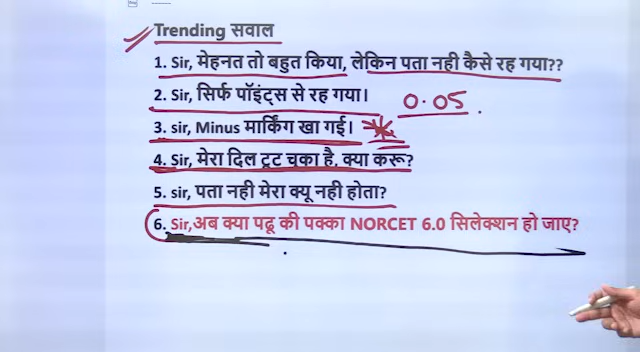 Trending सवाल
1. Sir, मेहनत तो बहुत किया, लेकिन पता नही कैसे रह गया??
2. Sir, सिर्फ पॉइंट्स से रह गया।
0.05
3. sir, Minus मार्किंग खा गई।
4. Sir, मेरा दिल टूट चुका है, क्या करू?
5. sir, पता नही मेरा क्यू नही होता?
6. Sir,अब क्या पढू की पक्का NORCET 6.0 सिलेक्शन हो जाए?